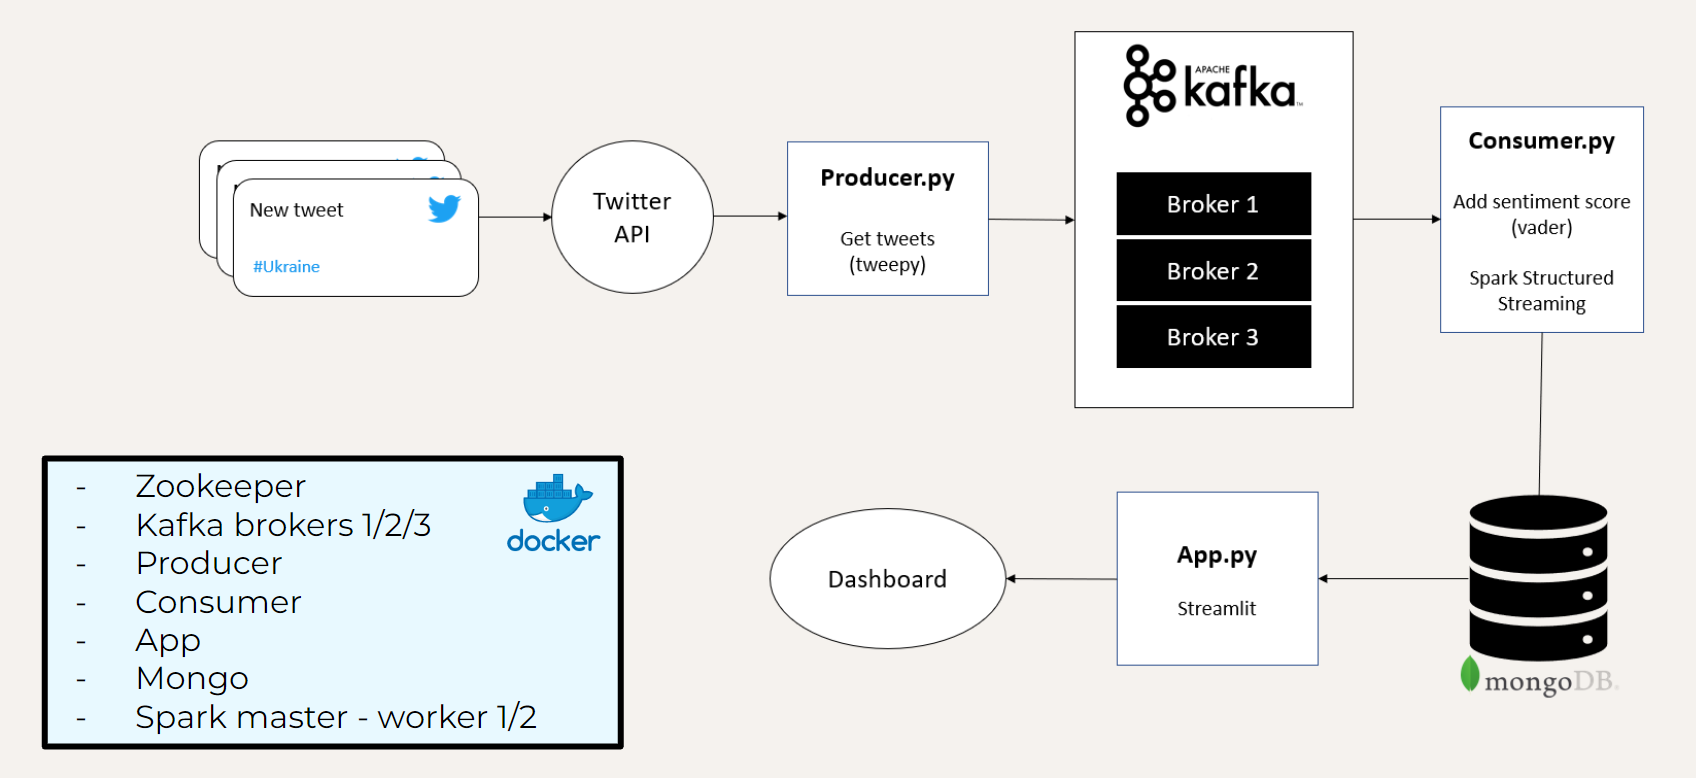 New tweet
#Ukraine
Twitter
API
Producer.py
Get tweets
(tweepy)
APACHE
kafka
TM
Broker 1
Broker 2
Broker 3
Consumer.py
Add sentiment score
(vader)
Spark Structured
Streaming
mongoDB
App.py
Streamlit
Dashboard
- Zookeeper
- Kafka brokers 1/2/3
- Producer
- Consumer
- App
- Mongo
- Spark master - worker 1/2
docker